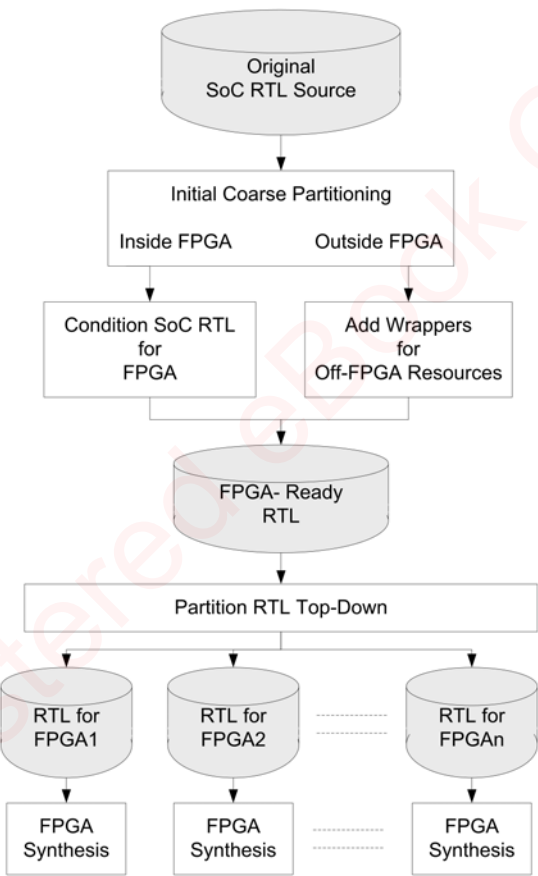 Original
SoC RTL Source
Initial Coarse Partitioning
Inside FPGA
Outside FPGA
Condition SoC RTL
for
FPGA
Add Wrappers
for
Off-FPGA Resources
FPGA- Ready
RTL
Partition RTL Top-Down
RTL for
FPGA1
RTL for
FPGA2
RTL for
FPGAn
FPGA
Synthesis
FPGA
Synthesis
FPGA
Synthesis
stered eBook C